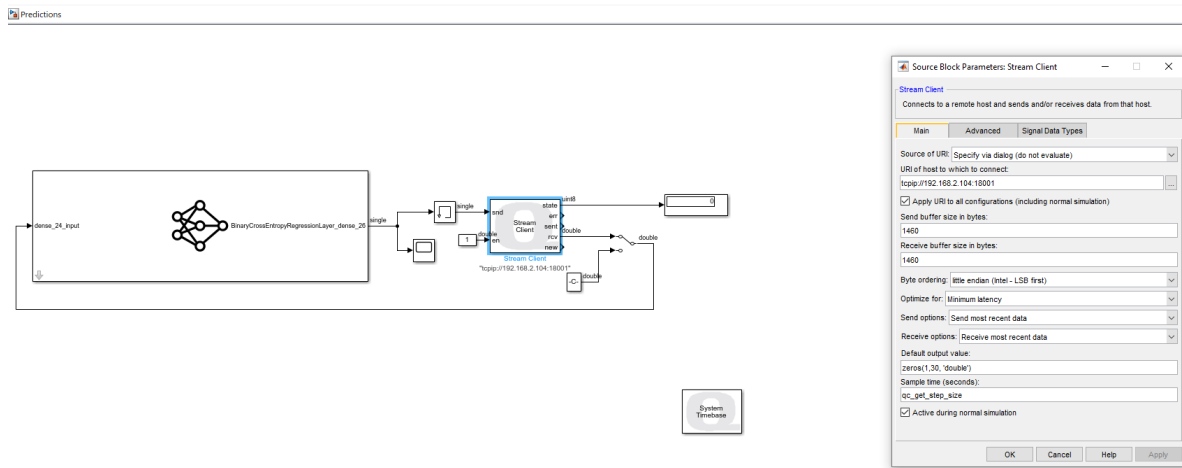 Predictions
dense_24_input
BinaryCrossEntropyRegressionLayer_dense_26
single
single
double
1
snd
en
Stream
Client
state
err
sent
rcv
new
Stream Client
"tcpip://192.168.2.104:18001"
uint8
double
0
double
-C-
double
System
Timebase
Source Block Parameters: Stream Client
Stream Client
Connects to a remote host and sends and/or receives data from that host.
Main Advanced Signal Data Types
Source of URI: Specify via dialog (do not evaluate)
URI of host to which to connect:
tcpip://192.168.2.104:18001
...
Apply URI to all configurations (including normal simulation)
Send buffer size in bytes:
1460
Receive buffer size in bytes:
1460
Byte ordering: little endian (Intel - LSB first)
Optimize for: Minimum latency
Send options: Send most recent data
Receive options: Receive most recent data
Default output value:
zeros(1,30, 'double')
Sample time (seconds):
qc_get_step_size
Active during normal simulation
OK Cancel Help Apply